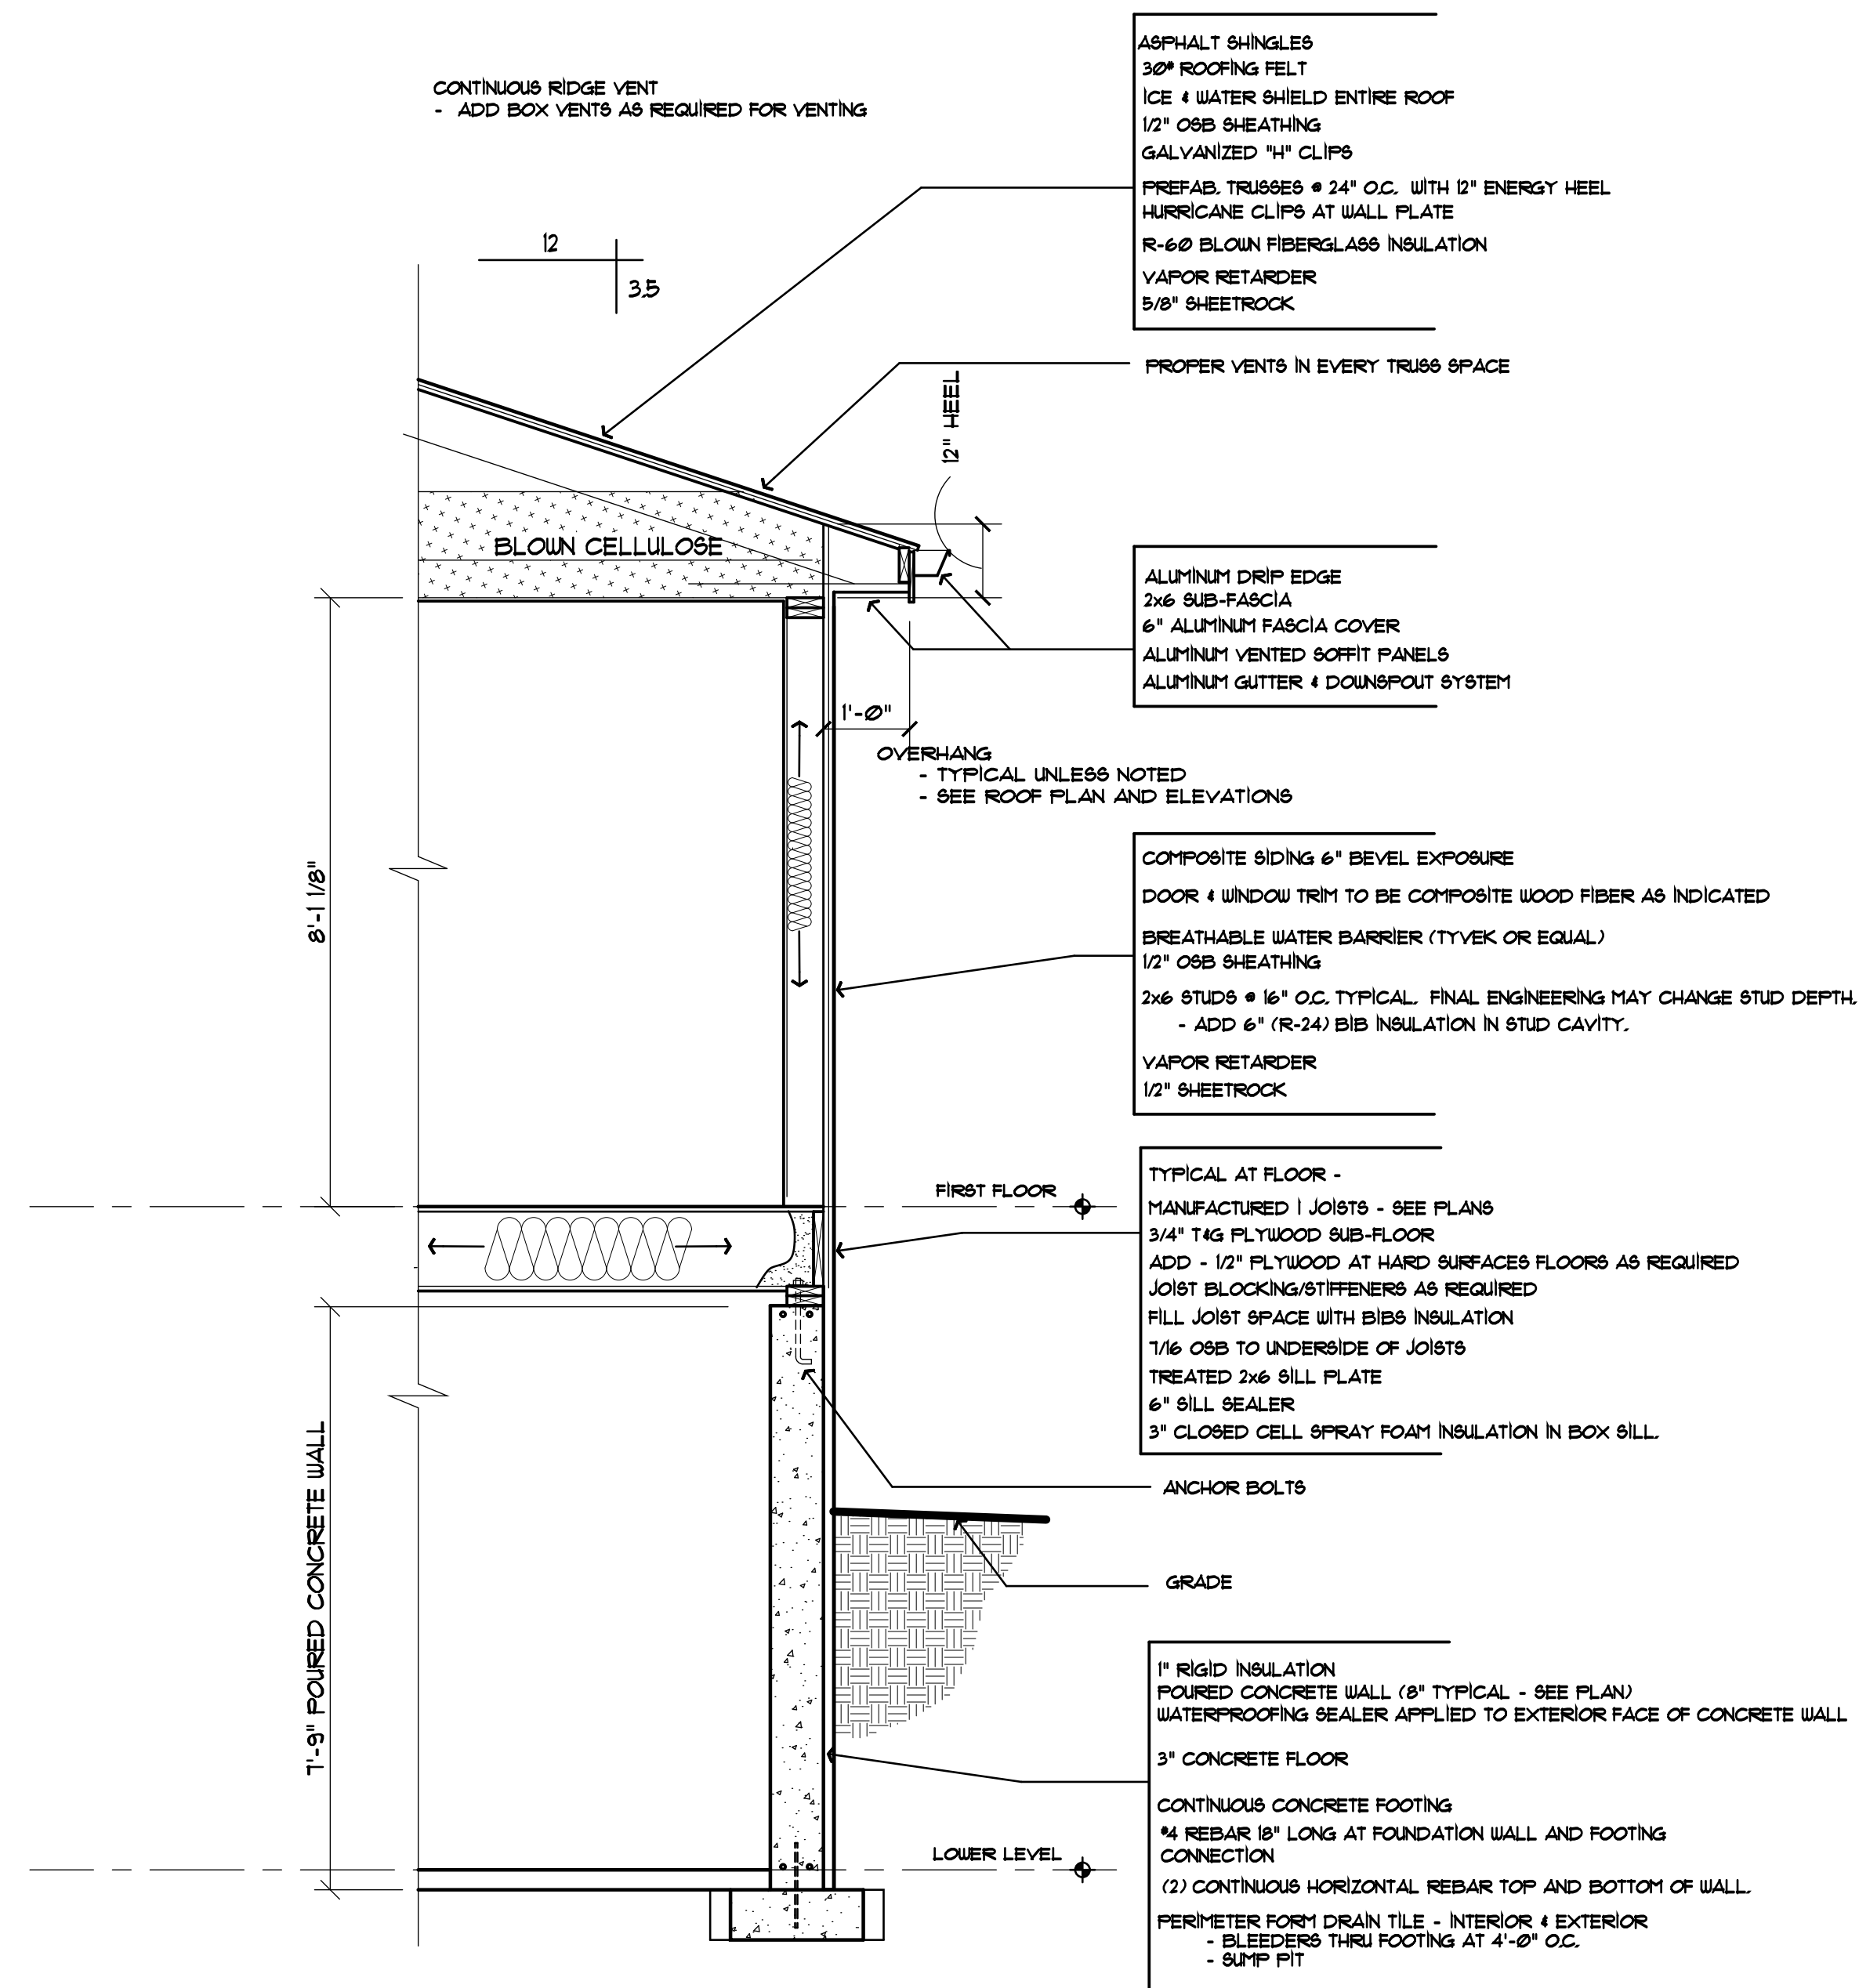 CONTINUOUS RIDGE VENT
- ADD BOX VENTS AS REQUIRED FOR VENTING
12
3.5
ASPHALT SHINGLES
30# ROOFING FELT
ICE & WATER SHIELD ENTIRE ROOF
1/2" OSB SHEATHING
GALVANIZED "H" CLIPS
PREFAB. TRUSSES @ 24" O.C. WITH 12" ENERGY HEEL
HURRICANE CLIPS AT WALL PLATE
R-60 BLOWN FIBERGLASS INSULATION
VAPOR RETARDER
5/8" SHEETROCK
PROPER VENTS IN EVERY TRUSS SPACE
12" HEEL
BLOWN CELLULOSE
ALUMINUM DRIP EDGE
2x6 SUB-FASCIA
6" ALUMINUM FASCIA COVER
ALUMINUM VENTED SOFFIT PANELS
ALUMINUM GUTTER & DOWNSPOUT SYSTEM
1'-0"
OVERHANG
- TYPICAL UNLESS NOTED
- SEE ROOF PLAN AND ELEVATIONS
8'-1 1/8"
COMPOSITE SIDING 6" BEVEL EXPOSURE
DOOR & WINDOW TRIM TO BE COMPOSITE WOOD FIBER AS INDICATED
BREATHABLE WATER BARRIER (TYVEK OR EQUAL)
1/2" OSB SHEATHING
2x6 STUDS @ 16" O.C. TYPICAL. FINAL ENGINEERING MAY CHANGE STUD DEPTH.
- ADD 6" (R-24) BIB INSULATION IN STUD CAVITY.
VAPOR RETARDER
1/2" SHEETROCK
FIRST FLOOR
TYPICAL AT FLOOR -
MANUFACTURED I JOISTS - SEE PLANS
3/4" T&G PLYWOOD SUB-FLOOR
ADD - 1/2" PLYWOOD AT HARD SURFACES FLOORS AS REQUIRED
JOIST BLOCKING/STIFFENERS AS REQUIRED
FILL JOIST SPACE WITH BIBS INSULATION
7/16 OSB TO UNDERSIDE OF JOISTS
TREATED 2x6 SILL PLATE
6" SILL SEALER
3" CLOSED CELL SPRAY FOAM INSULATION IN BOX SILL.
ANCHOR BOLTS
GRADE
7'-9" POURED CONCRETE WALL
1" RIGID INSULATION
POURED CONCRETE WALL (8" TYPICAL - SEE PLAN)
WATERPROOFING SEALER APPLIED TO EXTERIOR FACE OF CONCRETE WALL
3" CONCRETE FLOOR
CONTINUOUS CONCRETE FOOTING
#4 REBAR 18" LONG AT FOUNDATION WALL AND FOOTING
CONNECTION
(2) CONTINUOUS HORIZONTAL REBAR TOP AND BOTTOM OF WALL.
PERIMETER FORM DRAIN TILE - INTERIOR & EXTERIOR
- BLEEDERS THRU FOOTING AT 4'-0" O.C.
- SUMP PIT
LOWER LEVEL